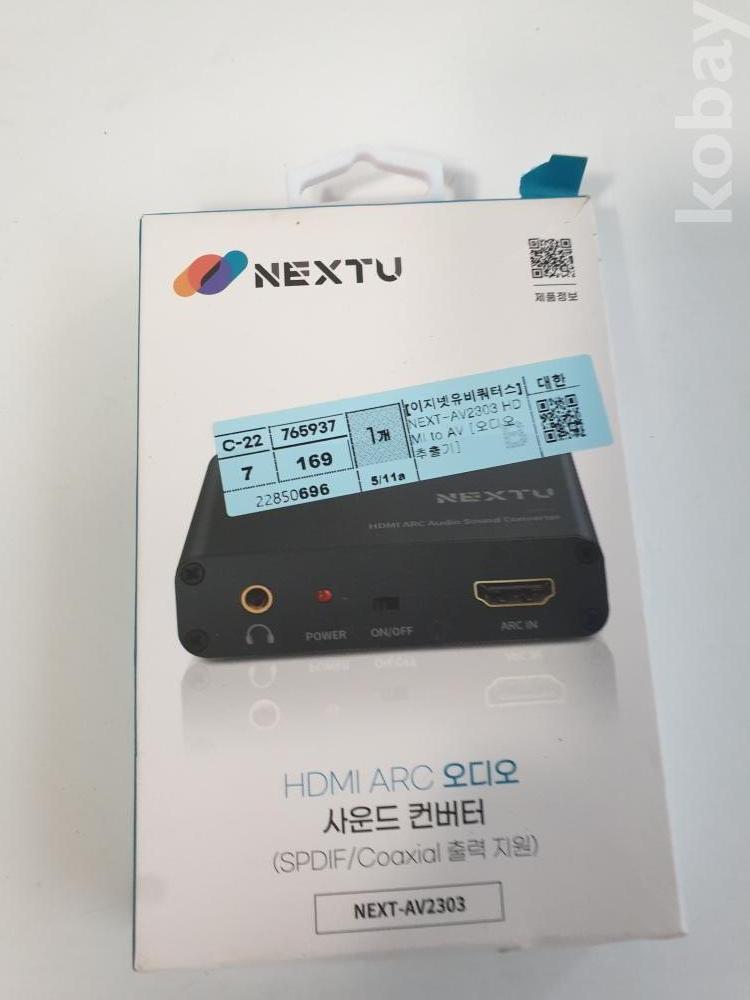 kobay
NEXTU
제품정보
C-22
765937
7
169
22850696
1개
5/11a
[이지넷유비쿼터스]
NEXT-AV2303 HD
MI to AV [오디오
추출기]
대한
B
NEXTU
HDMI ARC Audio Sound Converter
POWER
ON/OFF
ARC IN
HDMI ARC 오디오
사운드 컨버터
(SPDIF/Coaxial 출력 지원)
NEXT-AV2303